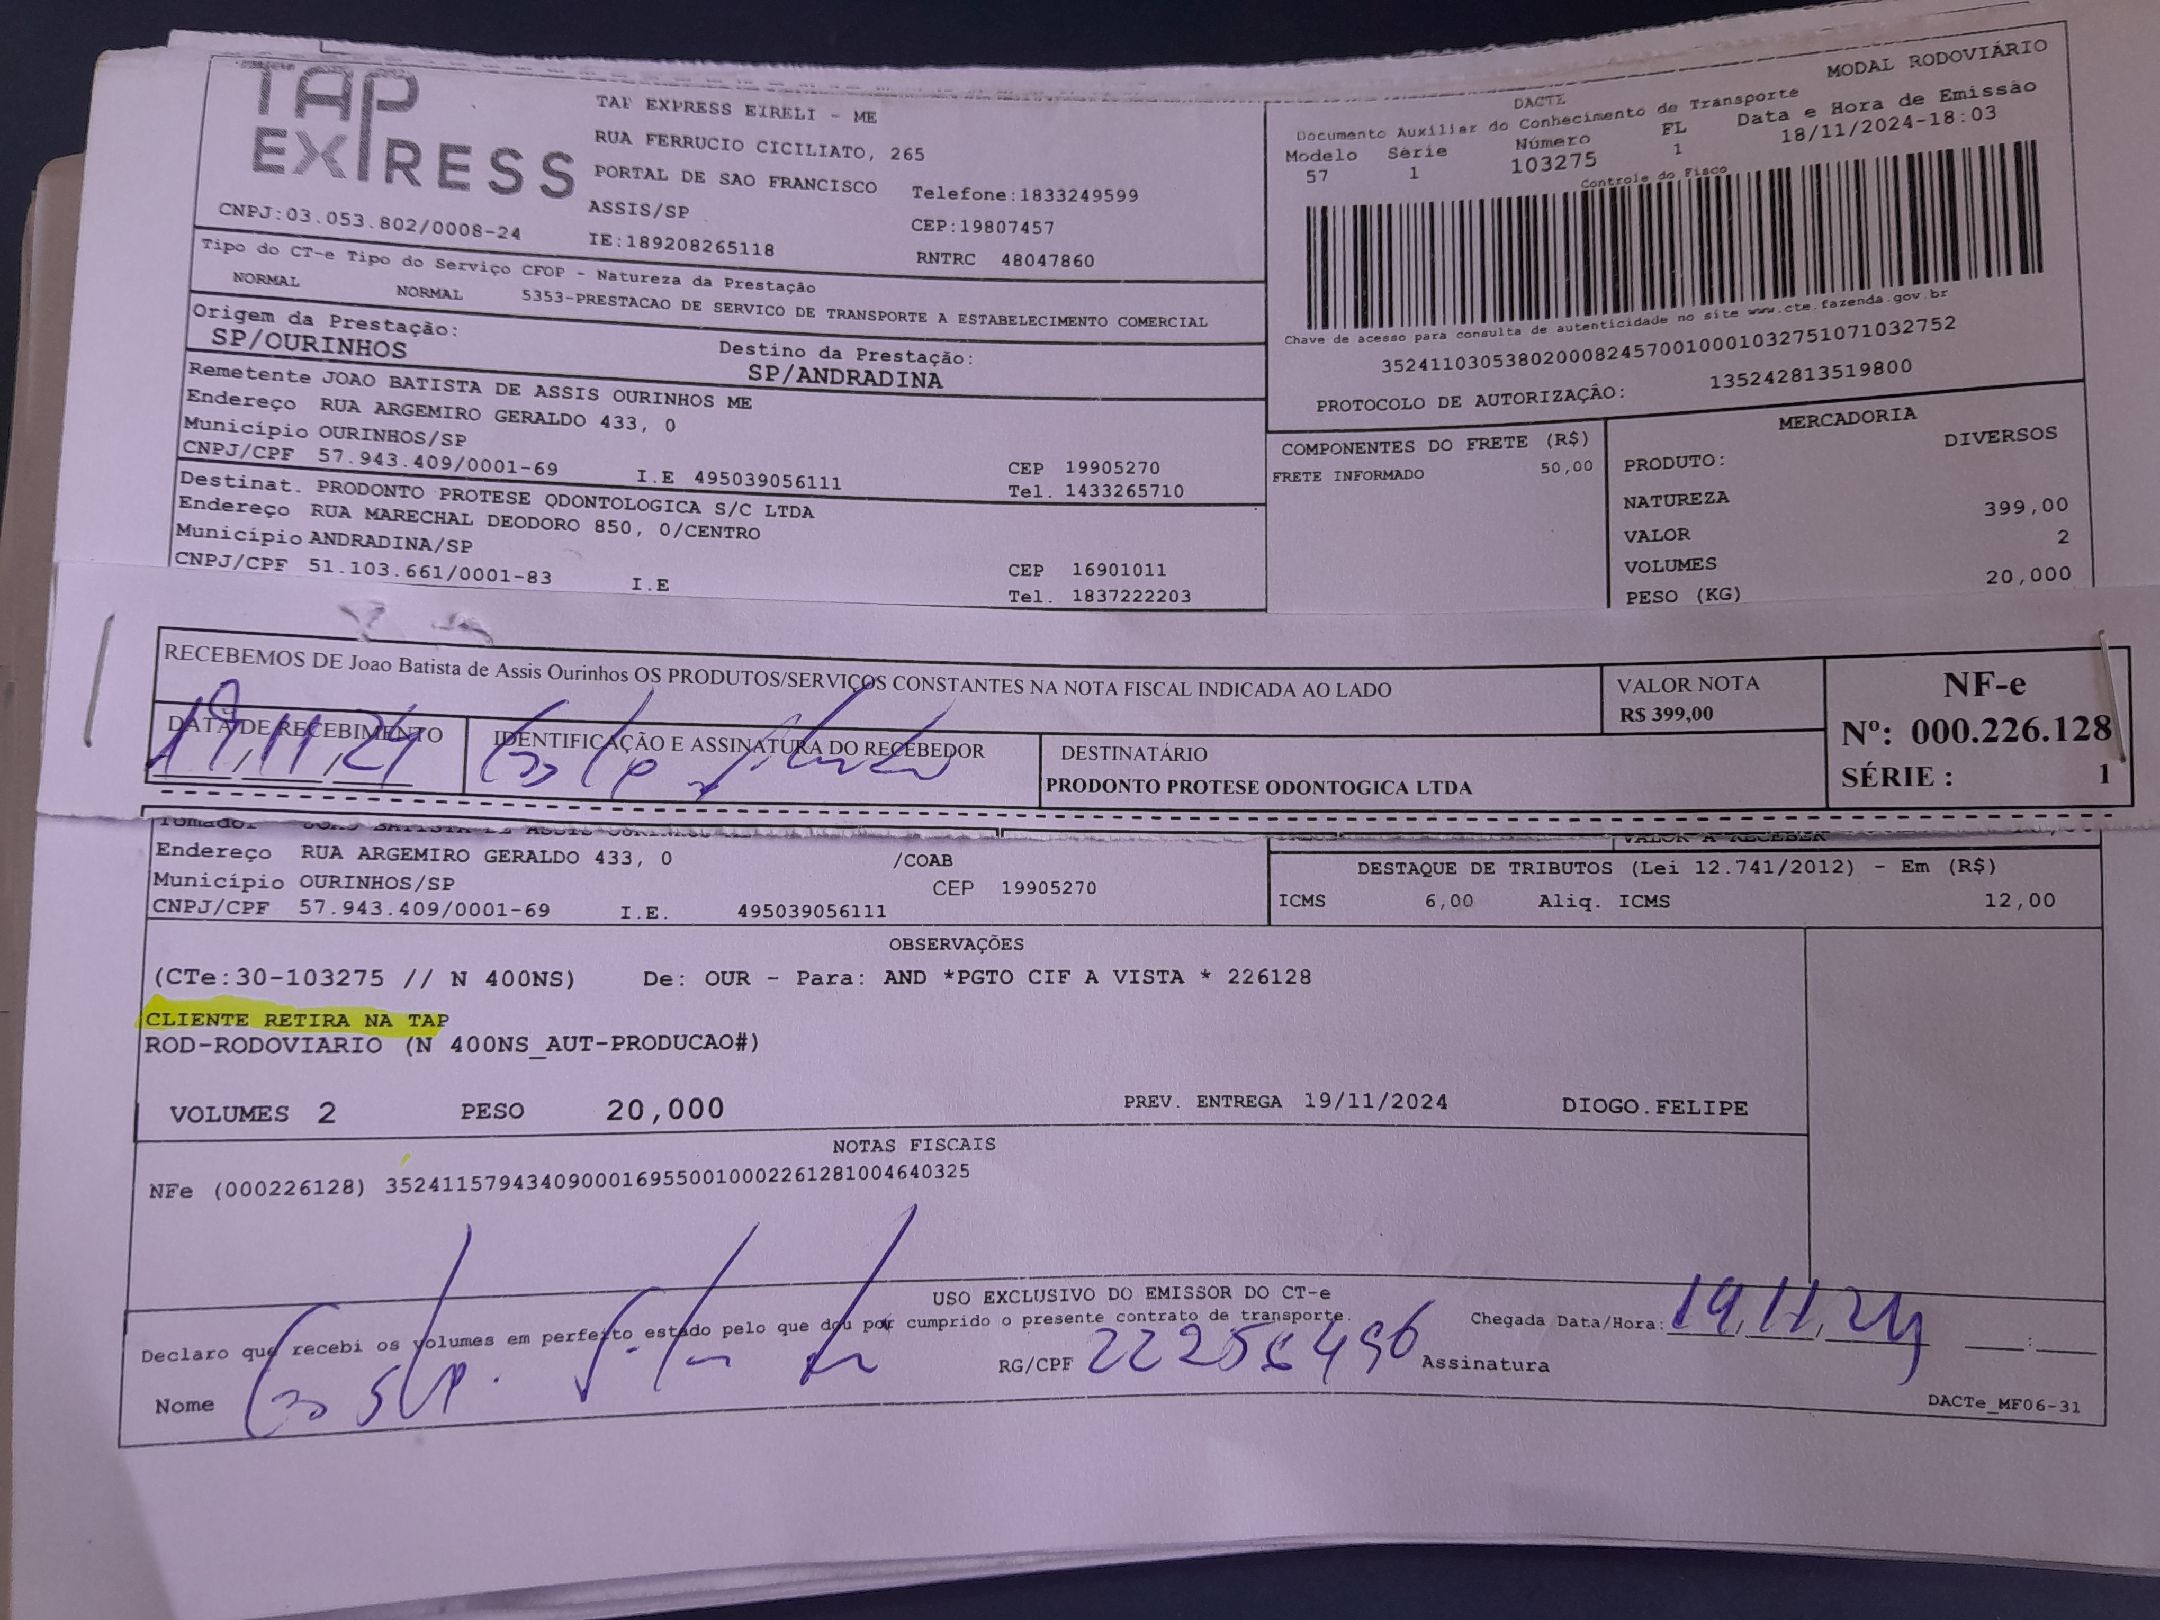 TAP
EXPRESS
TAP EXPRESS EIRELI - ME
RUA FERRUCIO CICILIATO, 265
PORTAL DE SAO FRANCISCO
Telefone:1833249599
ASSIS/SP
CEP:19807457
CNPJ:03.053.802/0008-24
IE:189208265118
RNTRC 48047860
MODAL RODOVIÁRIO
DACTE
Documento Auxiliar do Conhecimento de Transporte
Modelo Série Número FL Data e Hora de Emissão
57 1 103275 1 18/11/2024-18:03
Controle do Fisco
Chave de acesso para consulta de autenticidade no site www.cte.fazenda.gov.br
35241103053802000824570010001032751071032752
PROTOCOLO DE AUTORIZAÇÃO: 135242813519800
Tipo do CT-e Tipo do Serviço CFOP - Natureza da Prestação
NORMAL NORMAL 5353-PRESTACAO DE SERVICO DE TRANSPORTE A ESTABELECIMENTO COMERCIAL
Origem da Prestação:
SP/OURINHOS
Destino da Prestação:
SP/ANDRADINA
Remetente JOAO BATISTA DE ASSIS OURINHOS ME
Endereço RUA ARGEMIRO GERALDO 433, 0
Município OURINHOS/SP
CEP 19905270
CNPJ/CPF 57.943.409/0001-69 I.E 495039056111
Tel. 1433265710
Destinat. PRODONTO PROTESE ODONTOLOGICA S/C LTDA
Endereço RUA MARECHAL DEODORO 850, 0/CENTRO
Município ANDRADINA/SP
CEP 16901011
CNPJ/CPF 51.103.661/0001-83 I.E
Tel. 1837222203
COMPONENTES DO FRETE (R$)
FRETE INFORMADO 50,00
MERCADORIA
PRODUTO: DIVERSOS
NATUREZA
VALOR 399,00
VOLUMES 2
PESO (KG) 20,000
RECEBEMOS DE Joao Batista de Assis Ourinhos OS PRODUTOS/SERVIÇOS CONSTANTES NA NOTA FISCAL INDICADA AO LADO
VALOR NOTA
R$ 399,00
NF-e
Nº: 000.226.128
SÉRIE : 1
DATA DE RECEBIMENTO
19,11,24
IDENTIFICAÇÃO E ASSINATURA DO RECEBEDOR
DESTINATÁRIO
PRODONTO PROTESE ODONTOGICA LTDA
Tomador JOAO BATISTA DE ASSIS OURINHOS
VALOR A RECEBER
Endereço RUA ARGEMIRO GERALDO 433, 0 /COAB
Município OURINHOS/SP CEP 19905270
CNPJ/CPF 57.943.409/0001-69 I.E. 495039056111
DESTAQUE DE TRIBUTOS (Lei 12.741/2012) - Em (R$)
ICMS 6,00 Aliq. ICMS 12,00
OBSERVAÇÕES
(CTe:30-103275 // N 400NS) De: OUR - Para: AND *PGTO CIF A VISTA * 226128
CLIENTE RETIRA NA TAP
ROD-RODOVIARIO (N 400NS_AUT-PRODUCAO#)
VOLUMES 2 PESO 20,000 PREV. ENTREGA 19/11/2024 DIOGO.FELIPE
NOTAS FISCAIS
NFe (000226128) 35241157943409000169550010002261281004640325
USO EXCLUSIVO DO EMISSOR DO CT-e
Declaro que recebi os volumes em perfeito estado pelo que dou por cumprido o presente contrato de transporte.
Chegada Data/Hora: 19,11,24 __:__
Nome
RG/CPF
Assinatura
DACTe_MF06-31